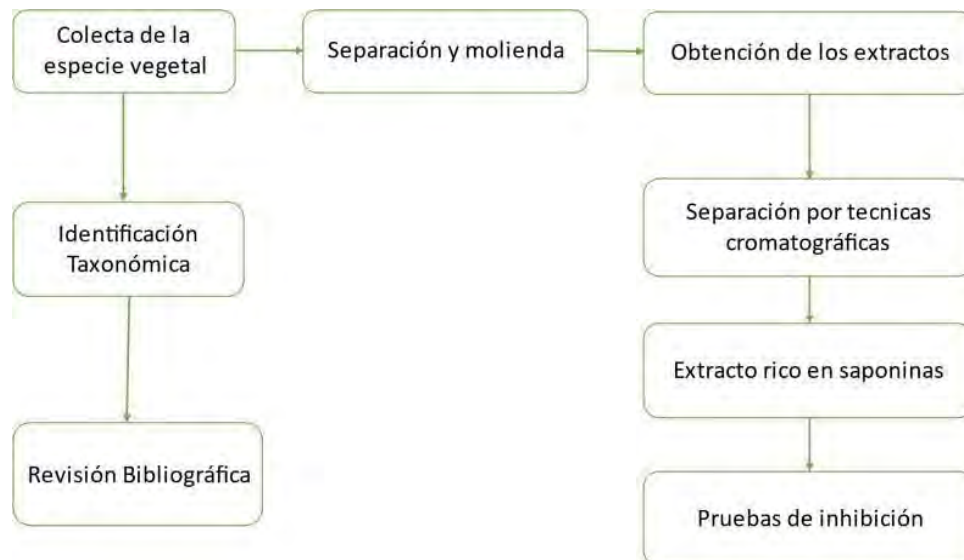 Colecta de la
especie vegetal
Separación y molienda
Obtención de los extractos
Identificación
Taxonómica
Separación por tecnicas
cromatográficas
Extracto rico en saponinas
Revisión Bibliográfica
Pruebas de inhibición